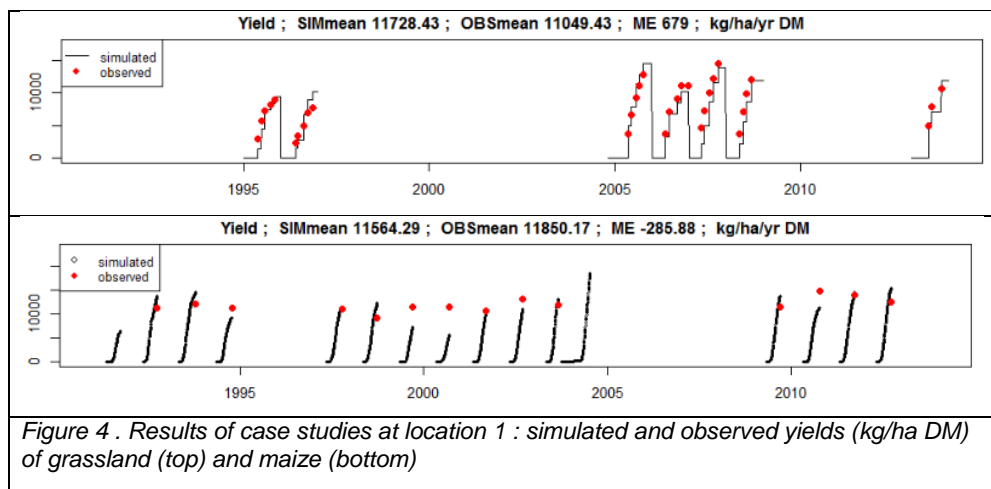 Yield ; SIMmean 11728.43 ; OBSmean 11049.43 ; ME 679 ; kg/ha/yr DM
simulated
observed
10000
0
1995 2000 2005 2010
Yield ; SIMmean 11564.29 ; OBSmean 11850.17 ; ME -285.88 ; kg/ha/yr DM
simulated
observed
10000
0
1995 2000 2005 2010
Figure 4 . Results of case studies at location 1 : simulated and observed yields (kg/ha DM)
of grassland (top) and maize (bottom)